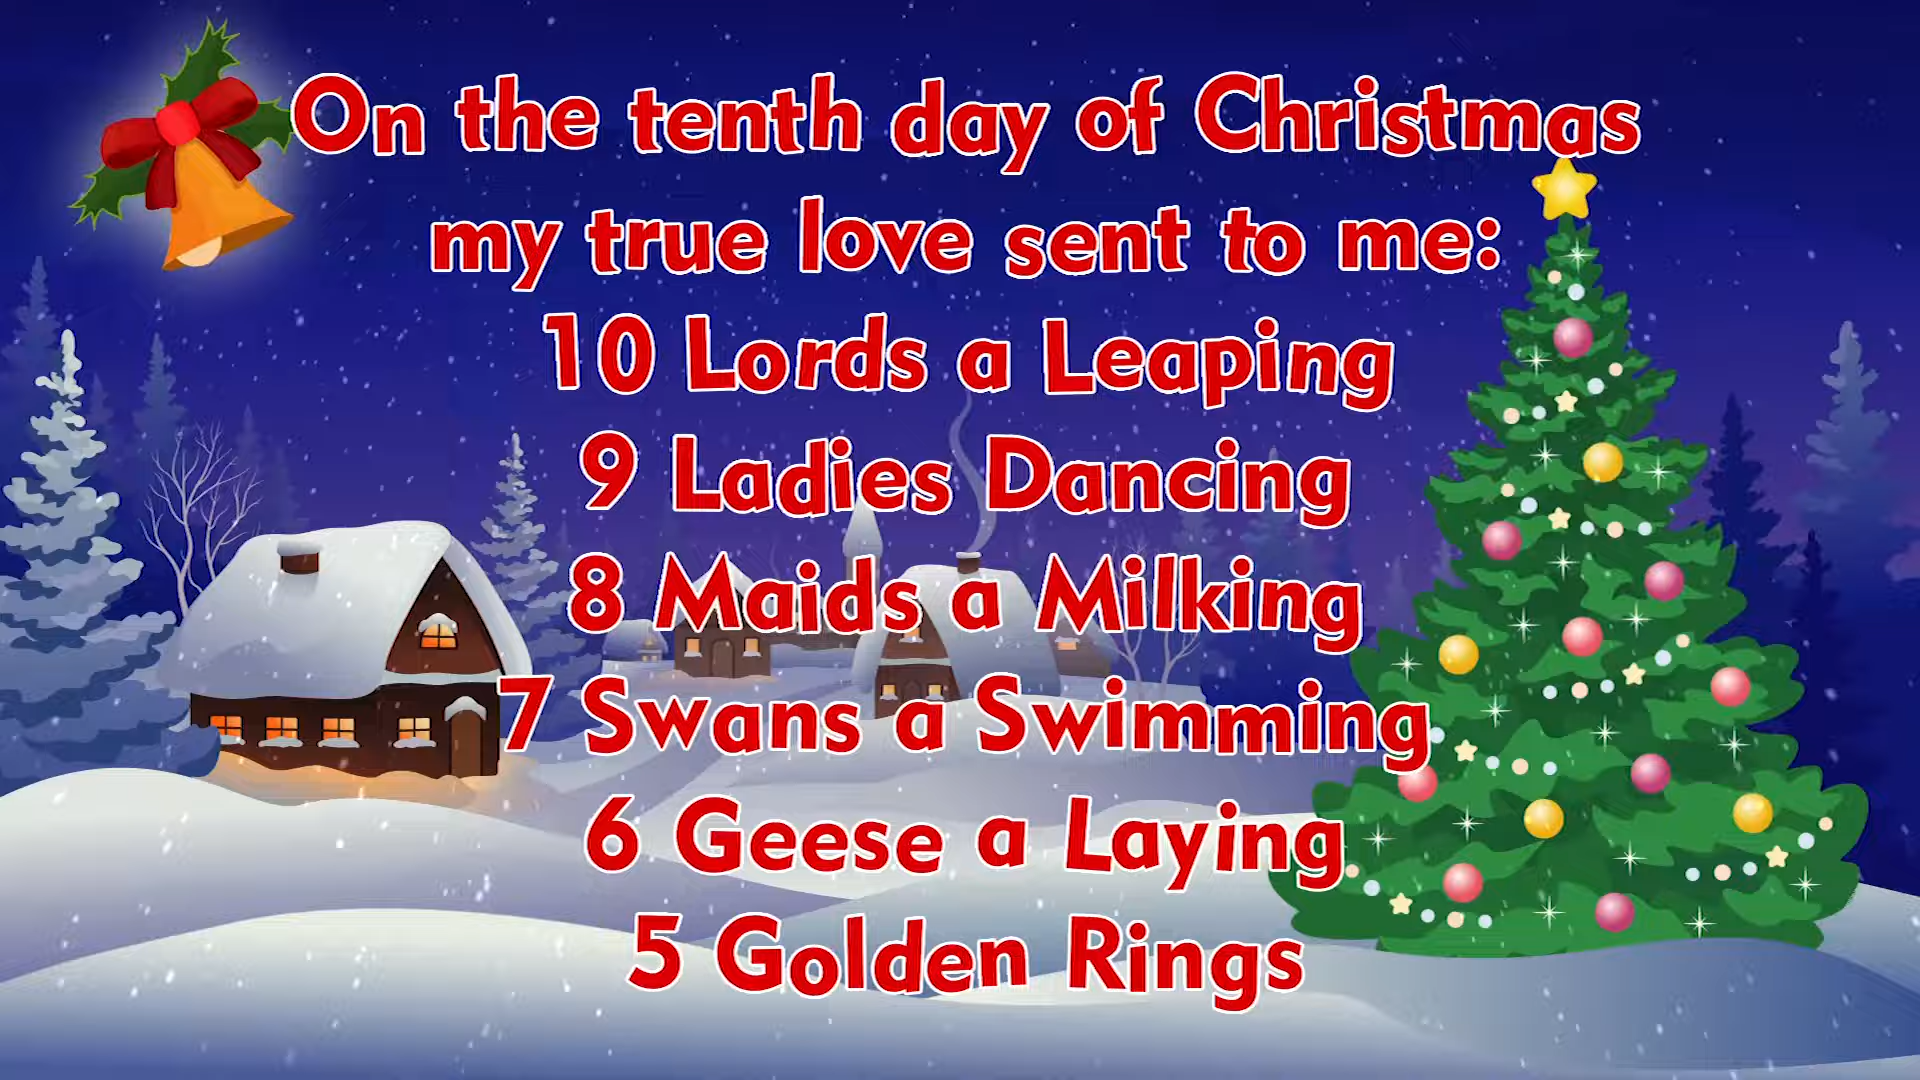 On the tenth day of Christmas
my true love sent to me:
10 Lords a Leaping
9 Ladies Dancing
8 Maids a Milking
7 Swans a Swimming
6 Geese a Laying
5 Golden Rings